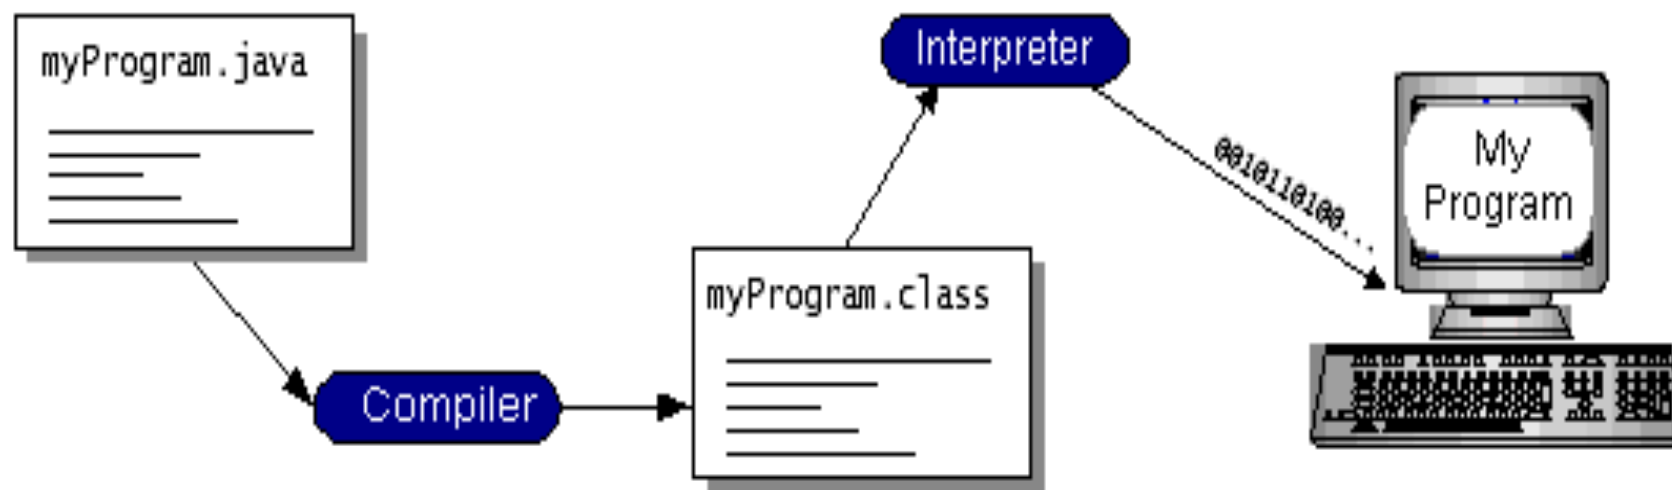 myProgram.java
Compiler
myProgram.class
Interpreter
0010110100...
My
Program